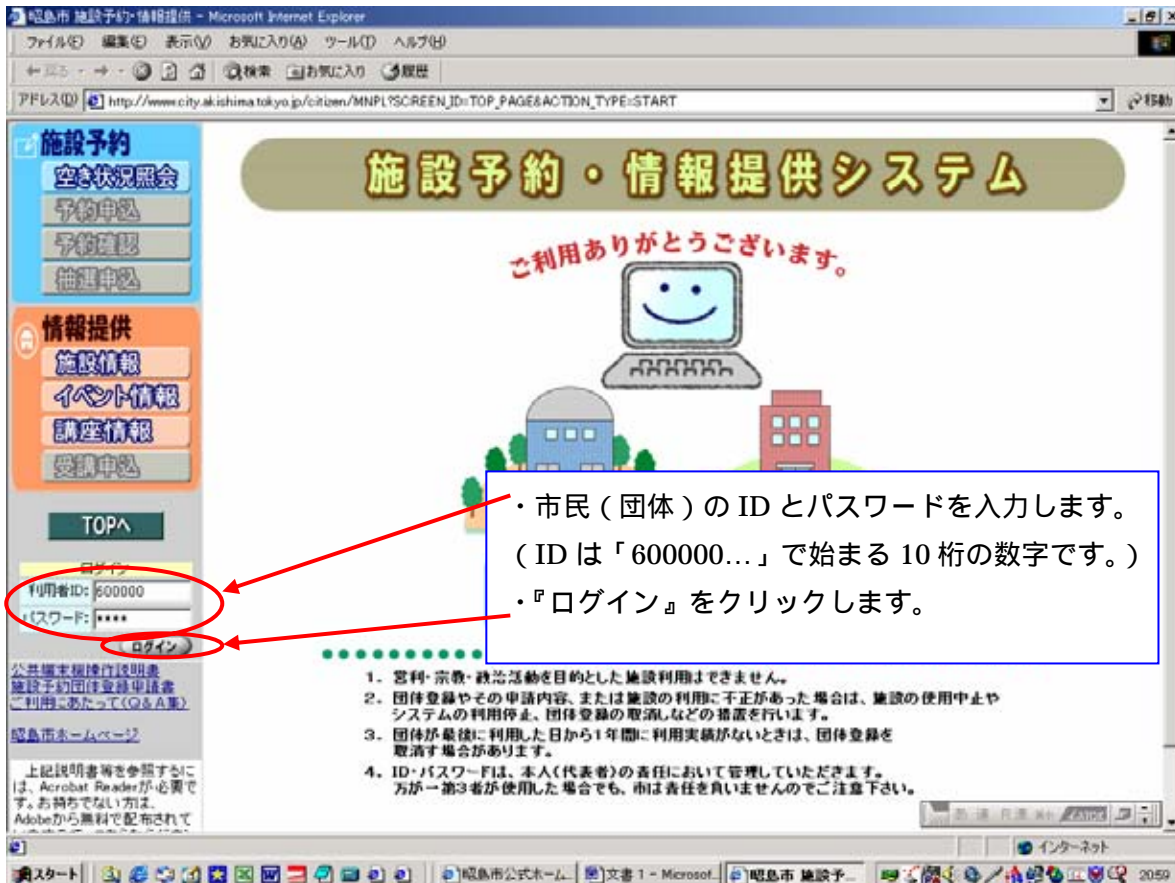 昭島市 施設予約・情報提供 - Microsoft Internet Explorer
ファイル(F) 編集(E) 表示(V) お気に入り(A) ツール(T) ヘルプ(H)
戻る 検索 お気に入り 履歴
アドレス(D) http://www.city.akishima.tokyo.jp/citizen/MNPL?SCREEN_ID=TOP_PAGE&ACTION_TYPE=START 移動
施設予約
空き状況照会
予約申込
予約確認
抽選申込
情報提供
施設情報
イベント情報
講座情報
受講申込
TOPへ
ログイン
利用者ID: 600000
パスワード: ****
ログイン
公共端末機操作説明書
施設予約団体登録申請書
ご利用にあたって(Q&A集)
昭島市ホームページ
上記説明書等を参照するに
は、Acrobat Readerが必要で
す。お持ちでない方は、
Adobeから無料で配布されて
施設予約・情報提供システム
ご利用ありがとうございます。
・市民（団体）の ID とパスワードを入力します。
（ID は「600000…」で始まる 10 桁の数字です。）
・『ログイン』をクリックします。
1. 営利・宗教・政治活動を目的とした施設利用はできません。
2. 団体登録やその申請内容、または施設の利用に不正があった場合は、施設の使用中止や
システムの利用停止、団体登録の取消しなどの措置を行います。
3. 団体が最後に利用した日から1年間に利用実績がないときは、団体登録を
取消す場合があります。
4. ID・パスワードは、本人(代表者)の責任において管理していただきます。
万が一第3者が使用した場合でも、市は責任を負いませんのでご注意下さい。
インターネット
スタート 昭島市公式ホーム... 文書 1 - Microsof... 昭島市 施設予... 20:59